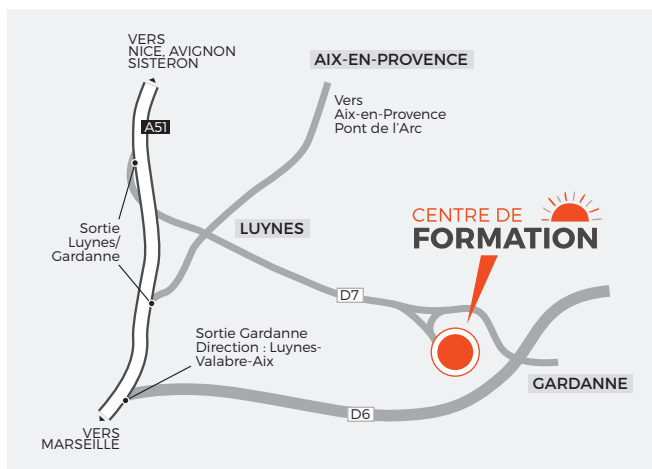 VERS
NICE, AVIGNON
SISTERON
AIX-EN-PROVENCE
Vers
Aix-en-Provence
Pont de l'Arc
A51
CENTRE DE
FORMATION
Sortie
Luynes/
Gardanne
LUYNES
D7
Sortie Gardanne
Direction : Luynes-
Valabre-Aix
GARDANNE
D6
VERS
MARSEILLE